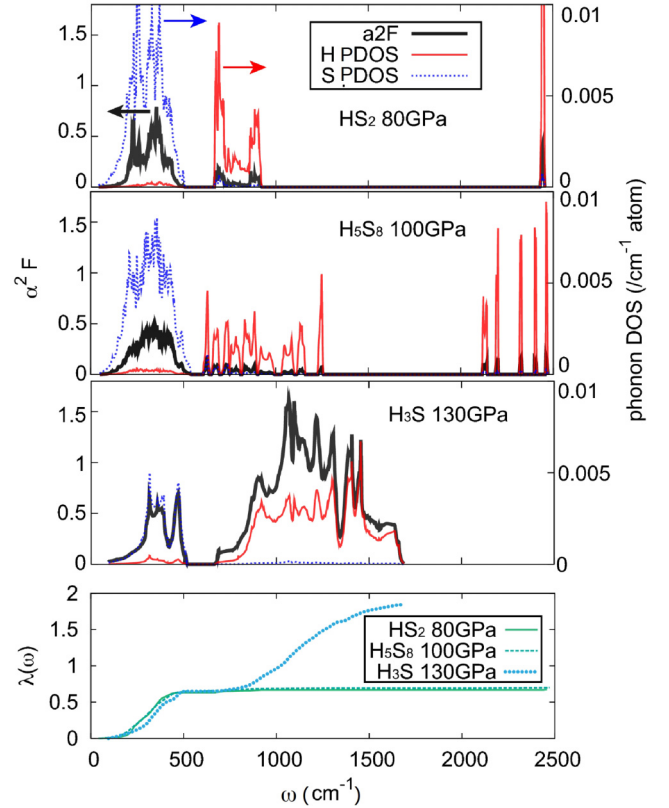 1.5
1
0.5
0
0.01
0.005
0
a2F
H PDOS
S PDOS
HS₂ 80GPa
1.5
1
0.5
0
0.01
0.005
0
H₅S₈ 100GPa
α² F
phonon DOS (/cm⁻¹ atom)
1.5
1
0.5
0
0.01
0.005
0
H₃S 130GPa
2
1.5
1
0.5
0
λ(ω)
HS₂ 80GPa
H₅S₈ 100GPa
H₃S 130GPa
0 500 1000 1500 2000 2500
ω (cm⁻¹)